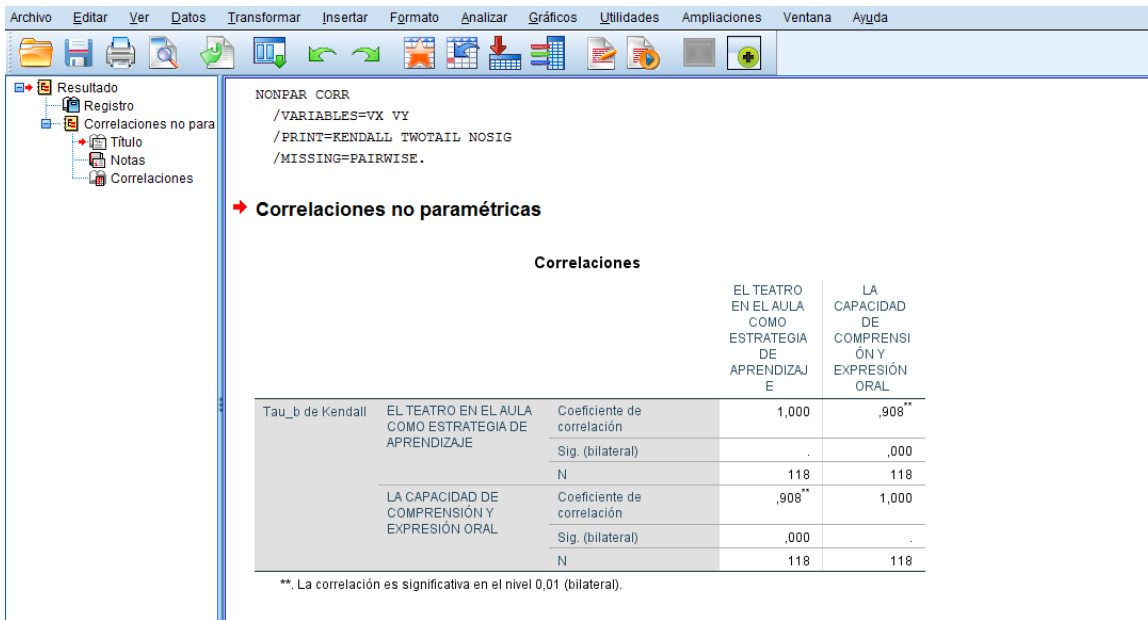 Archivo Editar Ver Datos Transformar Insertar Formato Analizar Gráficos Utilidades Ampliaciones Ventana Ayuda
Resultado
Registro
Correlaciones no para
Título
Notas
Correlaciones
NONPAR CORR
/VARIABLES=VX VY
/PRINT=KENDALL TWOTAIL NOSIG
/MISSING=PAIRWISE.
Correlaciones no paramétricas
Correlaciones
EL TEATRO
EN EL AULA
COMO
ESTRATEGIA
DE
APRENDIZAJ
E
LA
CAPACIDAD
DE
COMPRENSI
ÓN Y
EXPRESIÓN
ORAL
Tau_b de Kendall
EL TEATRO EN EL AULA
COMO ESTRATEGIA DE
APRENDIZAJE
Coeficiente de
correlación
1,000 ,908**
Sig. (bilateral) . ,000
N 118 118
LA CAPACIDAD DE
COMPRENSIÓN Y
EXPRESIÓN ORAL
Coeficiente de
correlación
,908** 1,000
Sig. (bilateral) ,000 .
N 118 118
**. La correlación es significativa en el nivel 0,01 (bilateral).